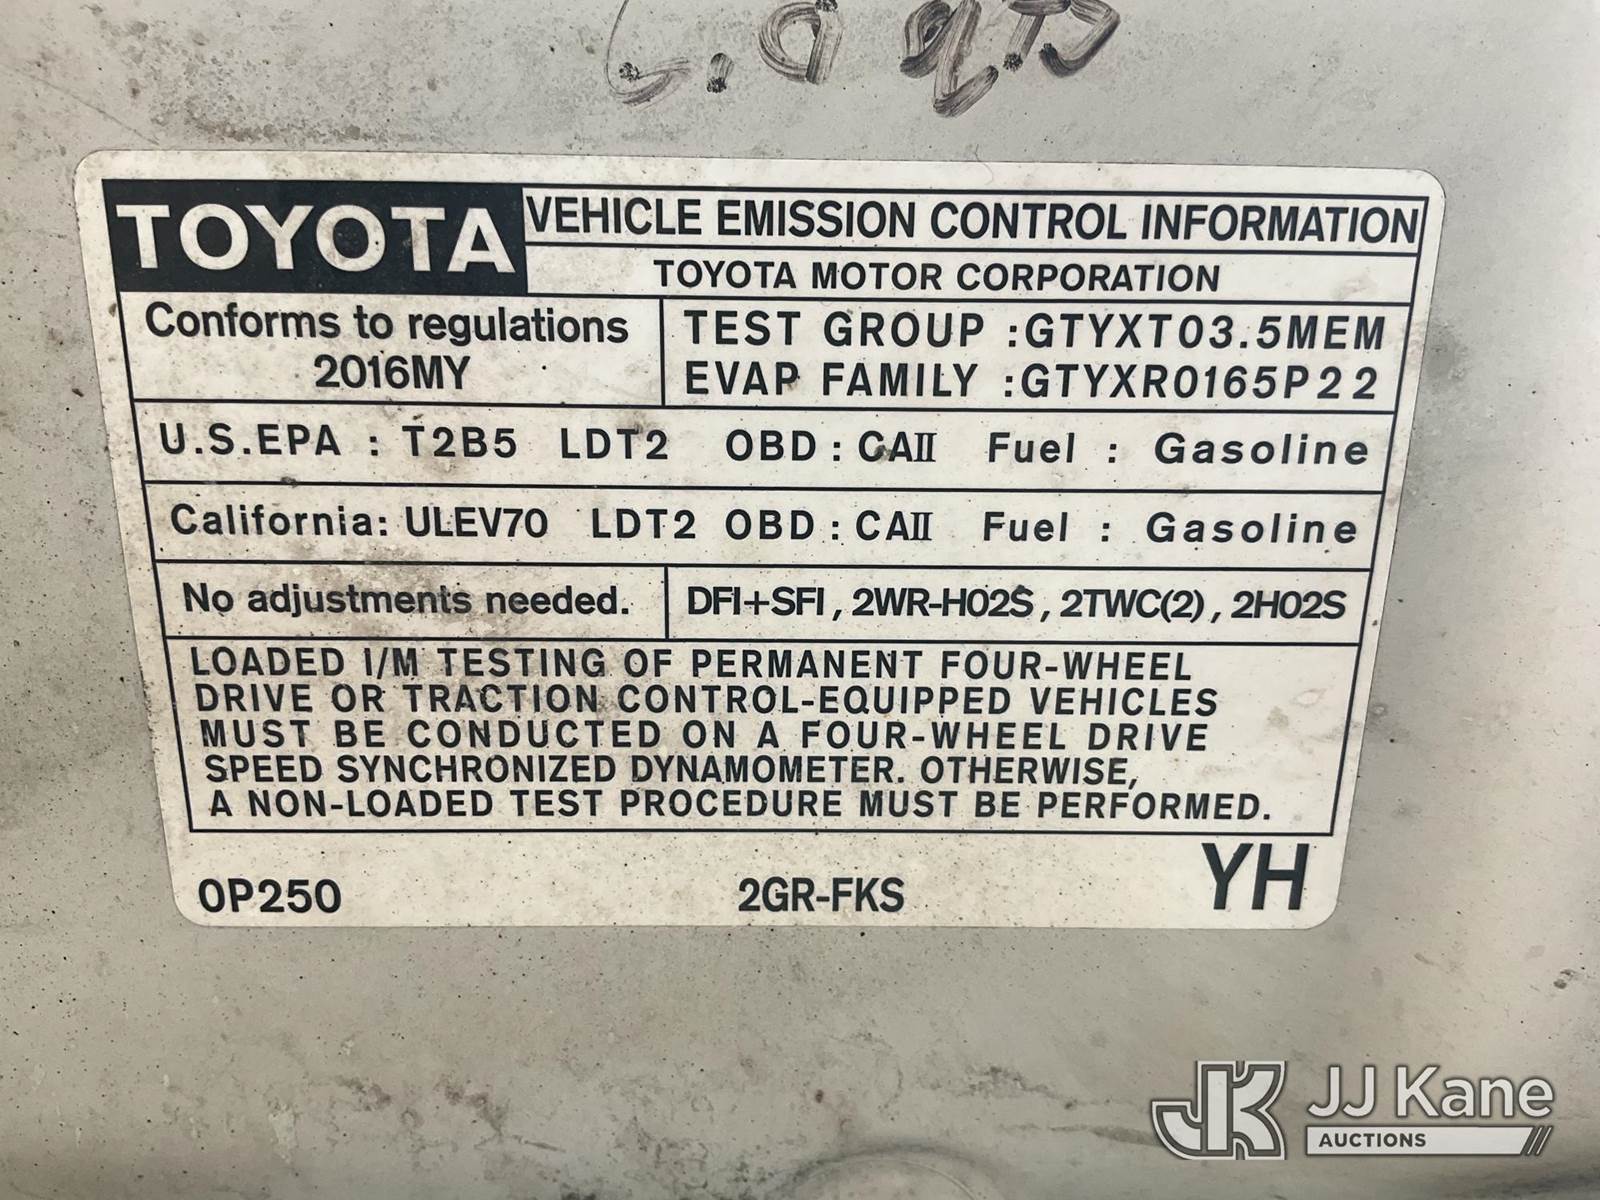 TOYOTA VEHICLE EMISSION CONTROL INFORMATION
TOYOTA MOTOR CORPORATION
Conforms to regulations
2016MY
TEST GROUP :GTYXT03.5MEM
EVAP FAMILY :GTYXR0165P22
U.S.EPA : T2B5 LDT2 OBD : CAII Fuel : Gasoline
California: ULEV70 LDT2 OBD : CAII Fuel : Gasoline
No adjustments needed. DFI+SFI, 2WR-HO2S, 2TWC(2), 2HO2S
LOADED I/M TESTING OF PERMANENT FOUR-WHEEL
DRIVE OR TRACTION CONTROL-EQUIPPED VEHICLES
MUST BE CONDUCTED ON A FOUR-WHEEL DRIVE
SPEED SYNCHRONIZED DYNAMOMETER. OTHERWISE,
A NON-LOADED TEST PROCEDURE MUST BE PERFORMED.
0P250 2GR-FKS YH
JK JJ Kane
AUCTIONS